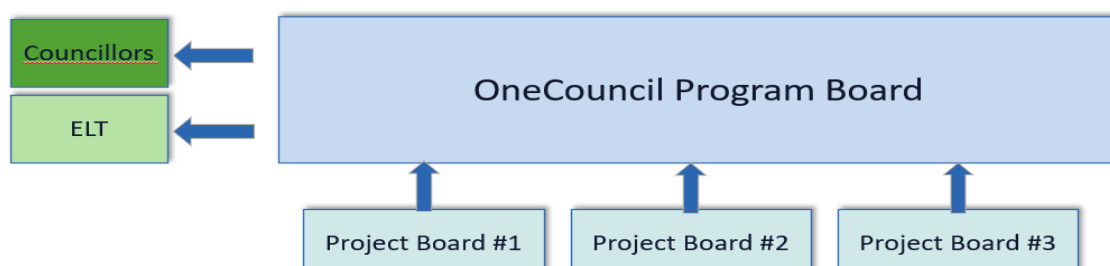 Councillors
OneCouncil Program Board
ELT
Project Board #1
Project Board #2
Project Board #3